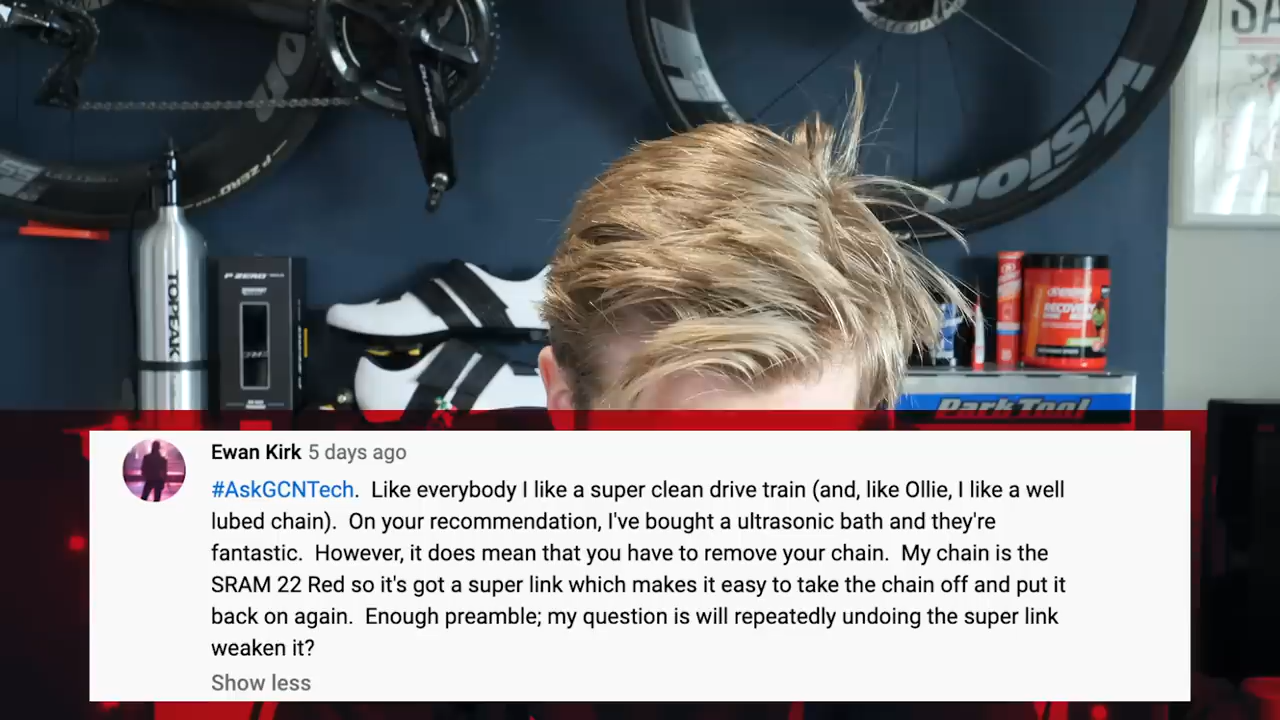 SA
VISION
P ZERO
TOPEAK
P ZERO
RECOVERY
ParkTool
Ewan Kirk 5 days ago
#AskGCNTech. Like everybody I like a super clean drive train (and, like Ollie, I like a well
lubed chain). On your recommendation, I've bought a ultrasonic bath and they're
fantastic. However, it does mean that you have to remove your chain. My chain is the
SRAM 22 Red so it's got a super link which makes it easy to take the chain off and put it
back on again. Enough preamble; my question is will repeatedly undoing the super link
weaken it?
Show less